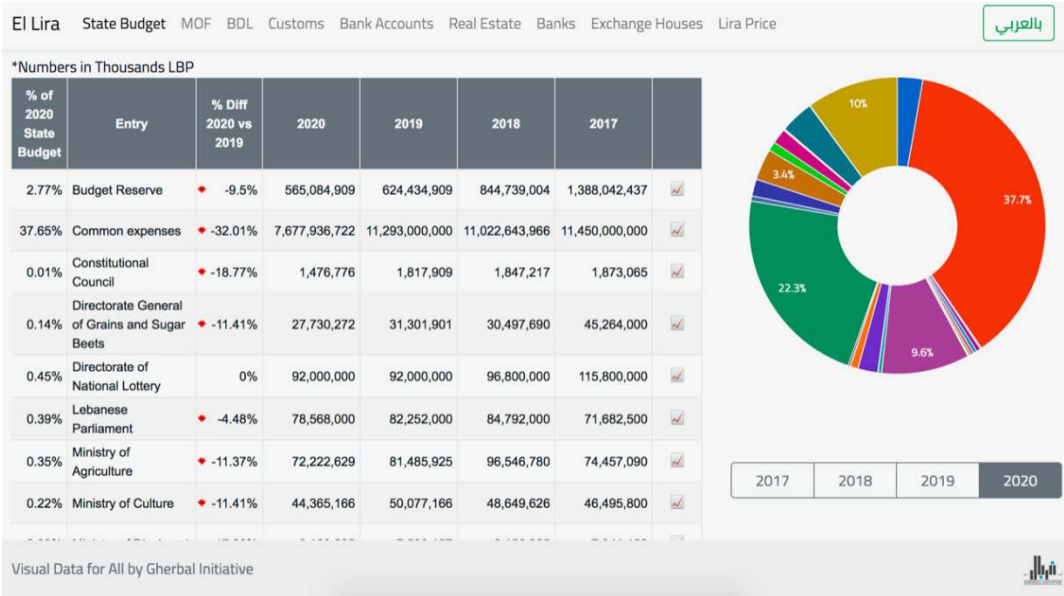 El Lira State Budget MOF BDL Customs Bank Accounts Real Estate Banks Exchange Houses Lira Price بالعربي
*Numbers in Thousands LBP
% of 2020 State Budget Entry % Diff 2020 vs 2019 2020 2019 2018 2017
2.77% Budget Reserve -9.5% 565,084,909 624,434,909 844,739,004 1,388,042,437
37.65% Common expenses -32.01% 7,677,936,722 11,293,000,000 11,022,643,966 11,450,000,000
0.01% Constitutional Council -18.77% 1,476,776 1,817,909 1,847,217 1,873,065
0.14% Directorate General of Grains and Sugar Beets -11.41% 27,730,272 31,301,901 30,497,690 45,264,000
0.45% Directorate of National Lottery 0% 92,000,000 92,000,000 96,800,000 115,800,000
0.39% Lebanese Parliament -4.48% 78,568,000 82,252,000 84,792,000 71,682,500
0.35% Ministry of Agriculture -11.37% 72,222,629 81,485,925 96,546,780 74,457,090
0.22% Ministry of Culture -11.41% 44,365,166 50,077,166 48,649,626 46,495,800
10%
3.4%
37.7%
22.3%
9.6%
2017 2018 2019 2020
Visual Data for All by Gherbal Initiative
غربال